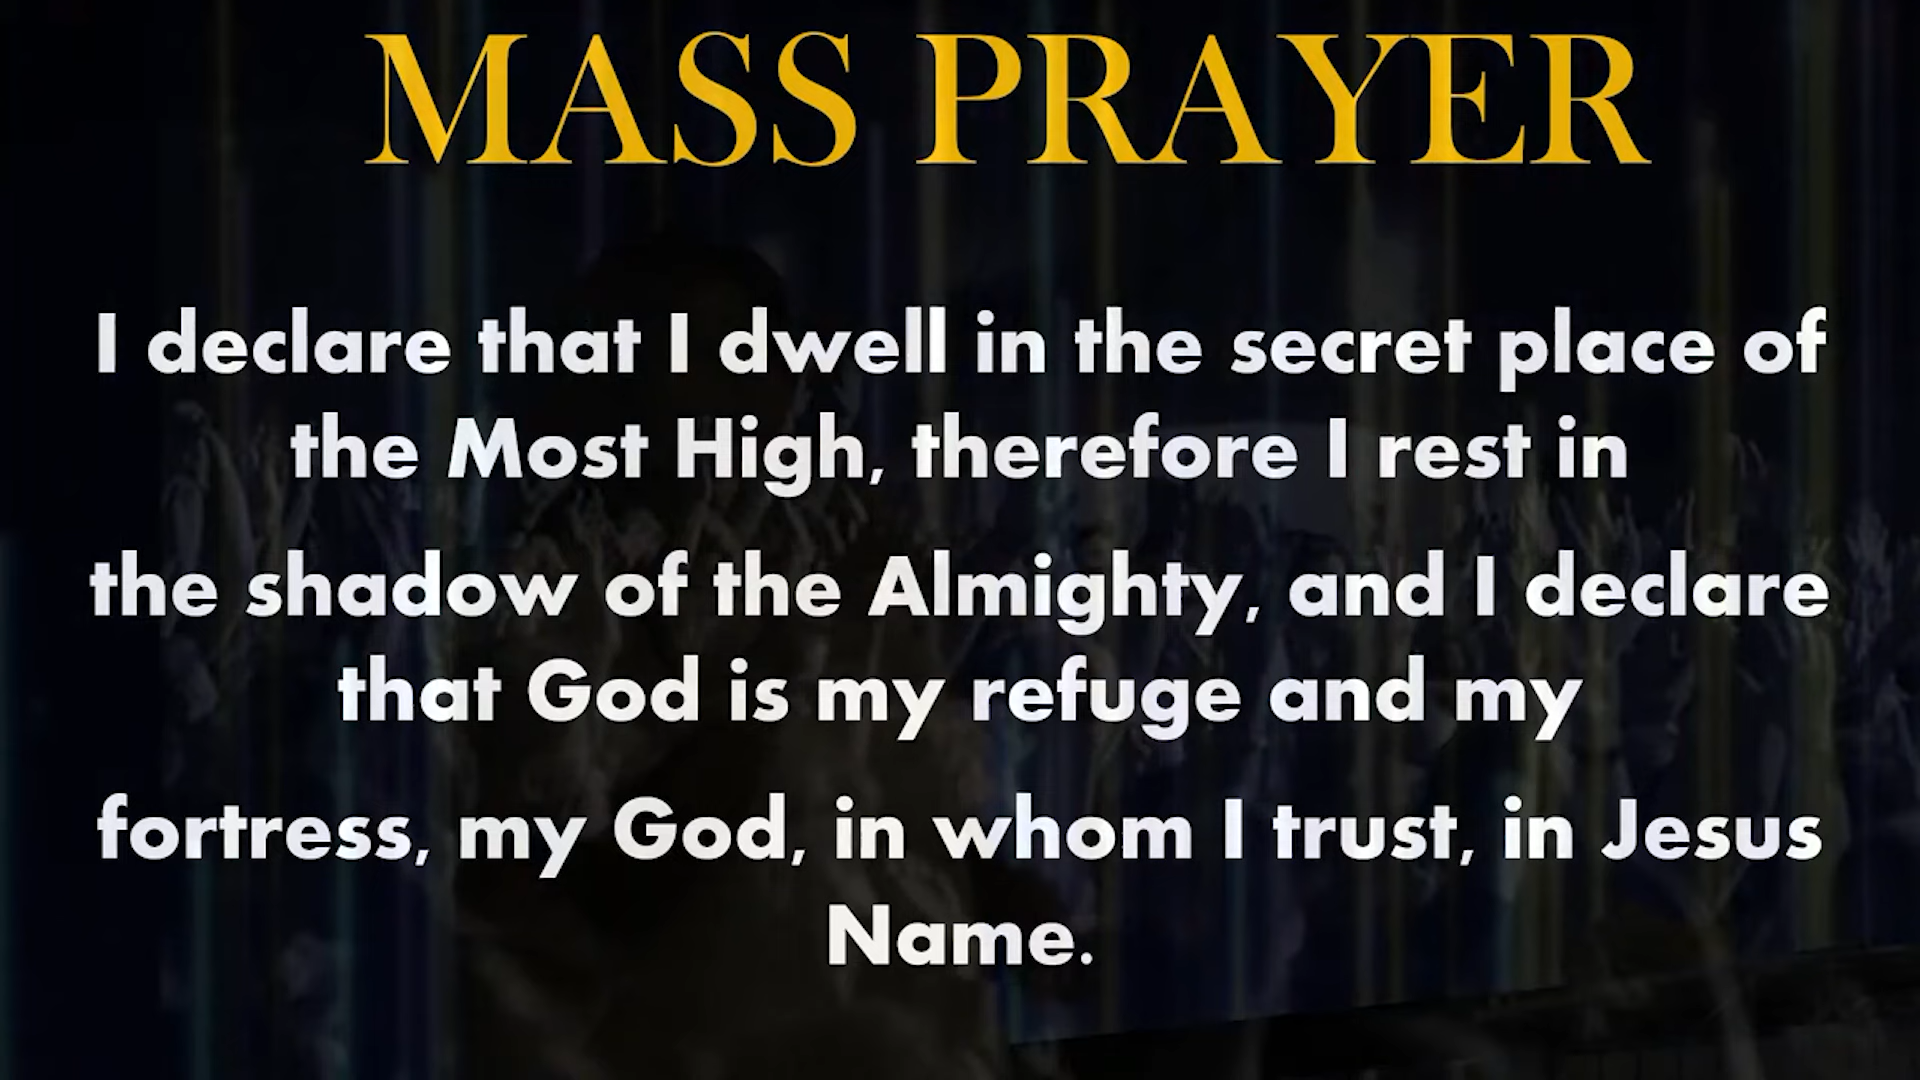 MASS PRAYER
I declare that I dwell in the secret place of
the Most High, therefore I rest in
the shadow of the Almighty, and I declare
that God is my refuge and my
fortress, my God, in whom I trust, in Jesus
Name.